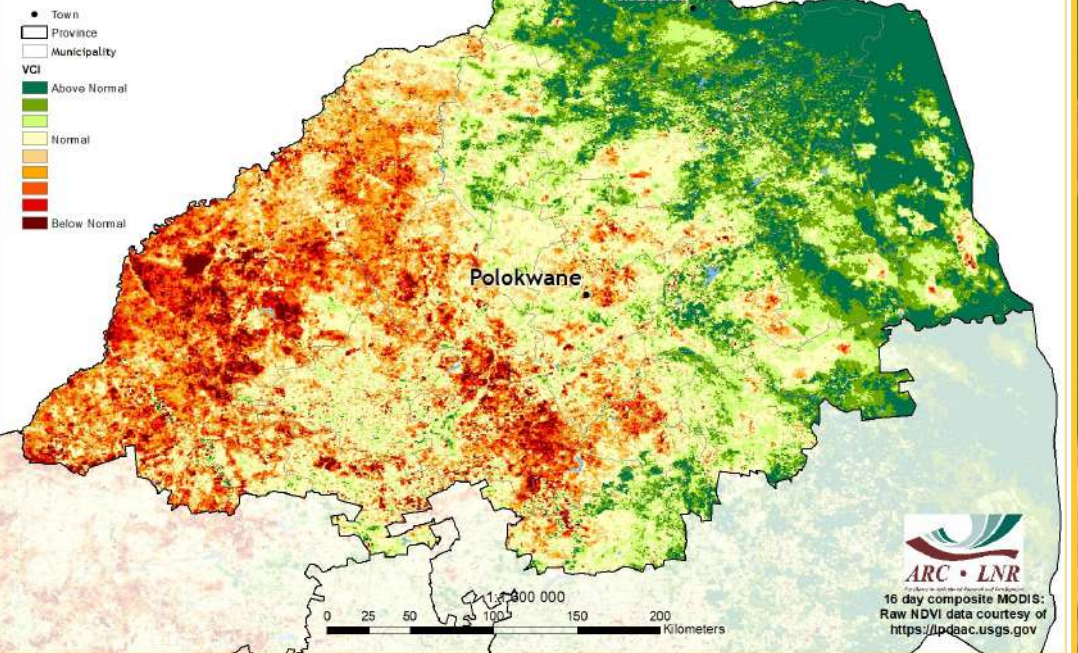 Town
Province
Municipality
VCI
Above Normal
Normal
Below Normal
Polokwane
ARC • LNR
16 day composite MODIS:
Raw NDVI data courtesy of
https://lpdaac.usgs.gov
0 25 50 100 150 200
Kilometers